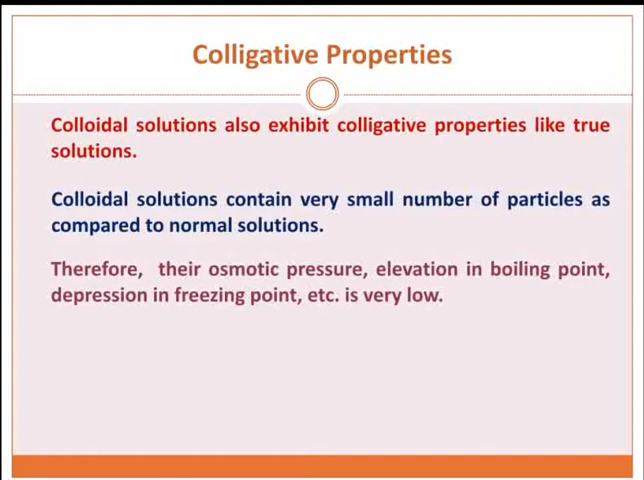 Colligative Properties
Colloidal solutions also exhibit colligative properties like true
solutions.
Colloidal solutions contain very small number of particles as
compared to normal solutions.
Therefore, their osmotic pressure, elevation in boiling point,
depression in freezing point, etc. is very low.